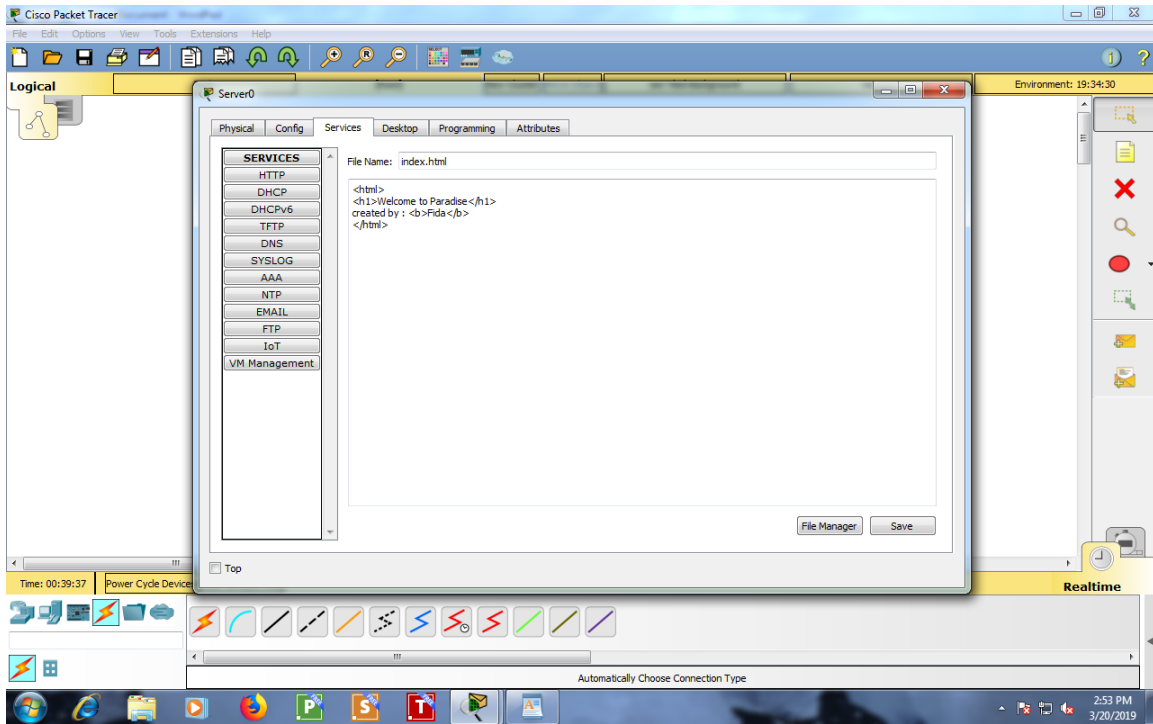 Cisco Packet Tracer
File Edit Options View Tools Extensions Help
Logical
Environment: 19:34:30
Server0
Physical Config Services Desktop Programming Attributes
SERVICES
HTTP
DHCP
DHCPv6
TFTP
DNS
SYSLOG
AAA
NTP
EMAIL
FTP
IoT
VM Management
File Name: index.html
<html>
<h1>Welcome to Paradise</h1>
created by : <b>Fida</b>
</html>
File Manager Save
Top
Time: 00:39:37 Power Cycle Device
Realtime
Automatically Choose Connection Type
2:53 PM
3/20/2019